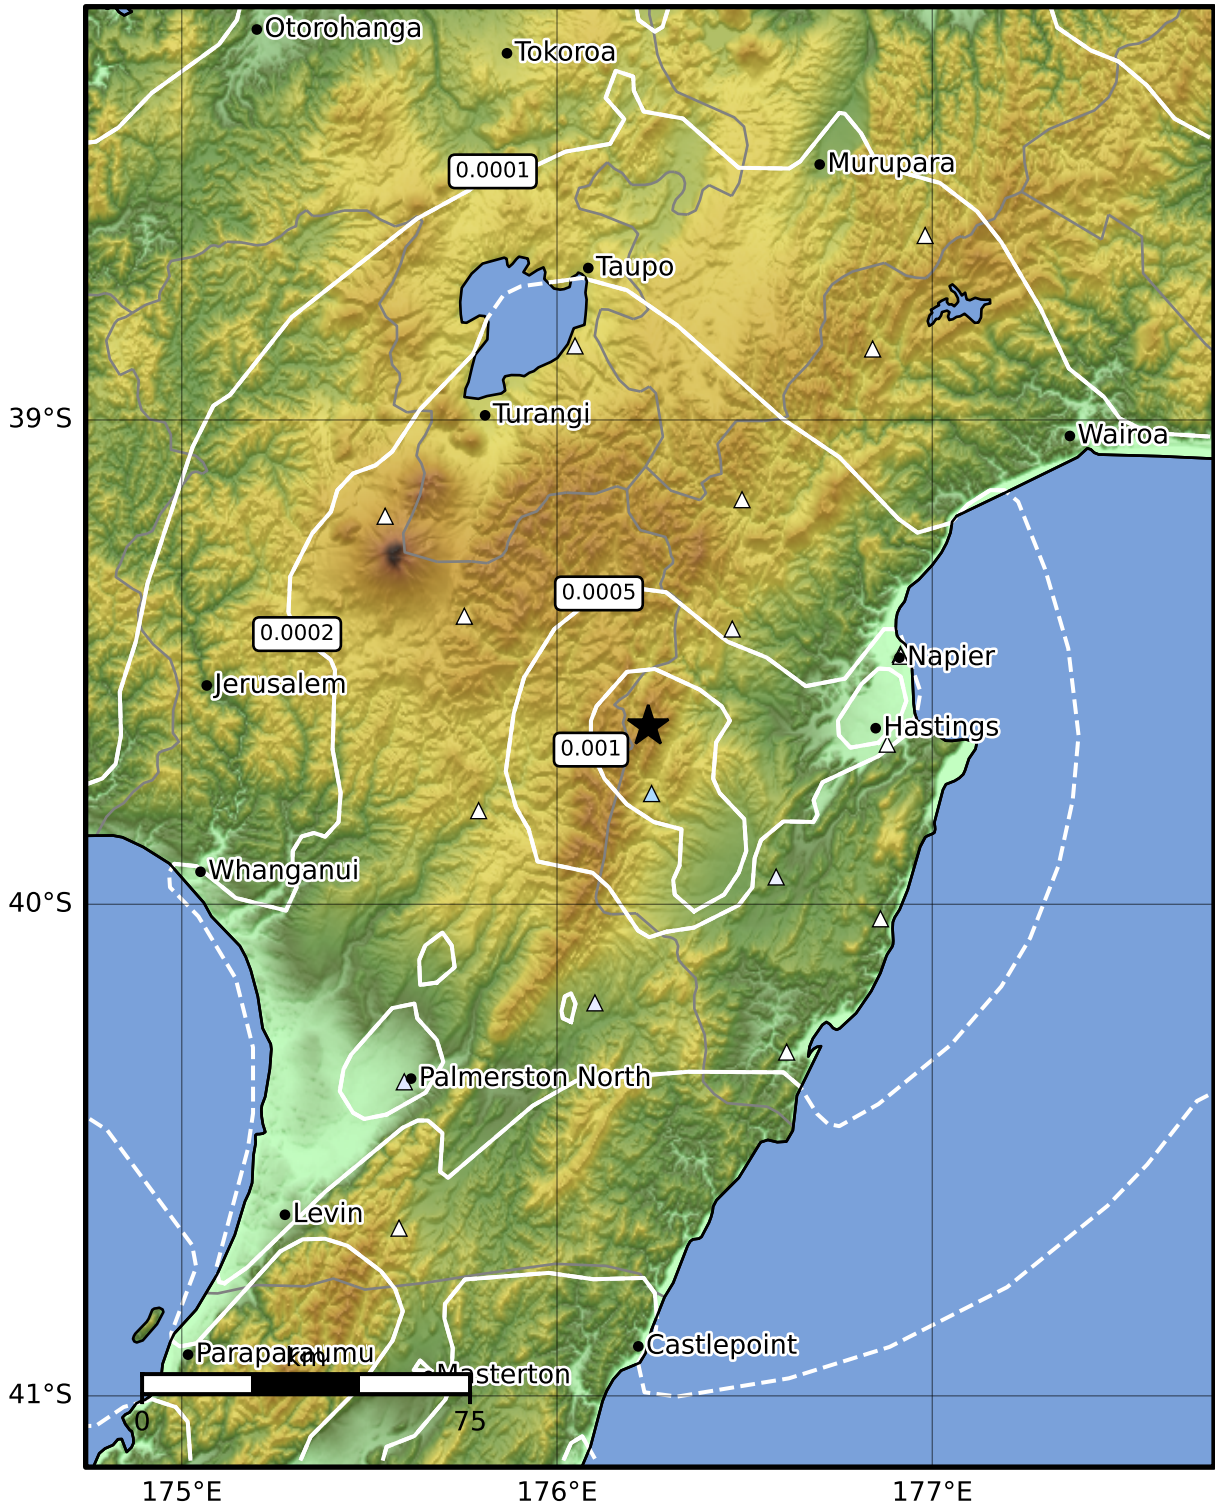 Otorohanga
Tokoroa
0.0001
Murupara
Taupo
Turangi
39°S
Wairoa
0.0005
0.0002
Napier
Jerusalem
Hastings
0.001
Whanganui
40°S
Palmerston North
Levin
Castlepoint
Paraparaumu
km
Masterton
41°S
0
75
175°E
176°E
177°E